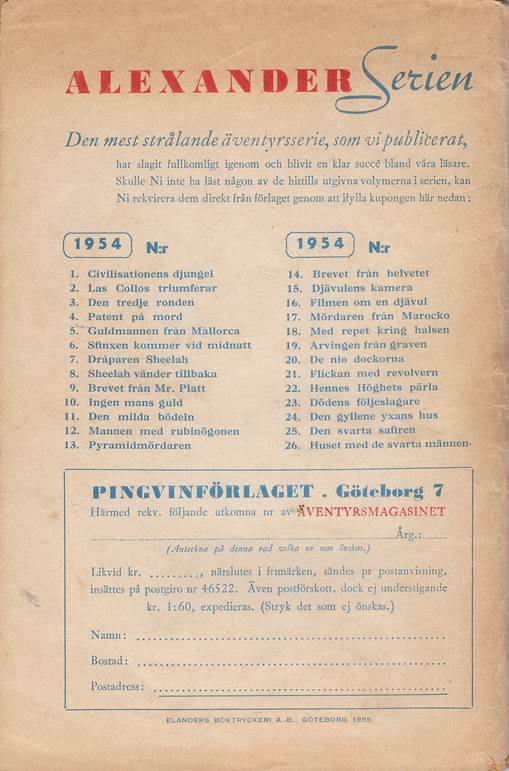 ALEXANDER Serien
Den mest strålande äventyrsserie, som vi publicerat,
har slagit fullkomligt igenom och blivit en klar succé bland våra läsare.
Skulle Ni inte ha läst någon av de hittills utgivna volymerna i serien, kan
Ni rekvirera dem direkt från förlaget genom att ifylla kupongen här nedan:
1954 N:r
1. Civilisationens djungel
2. Las Collos triumferar
3. Den tredje ronden
4. Patent på mord
5. Guldmannen från Mallorca
6. Sfinxen kommer vid midnatt
7. Dråparen Sheelah
8. Sheelah vänder tillbaka
9. Brevet från Mr. Platt
10. Ingen mans guld
11. Den milda bödeln
12. Mannen med rubinögonen
13. Pyramidmördaren
1954 N:r
14. Brevet från helvetet
15. Djävulens kamera
16. Filmen om en djävul
17. Mördaren från Marocko
18. Med repet kring halsen
19. Arvingen från graven
20. De nio dockorna
21. Flickan med revolvern
22. Hennes Höghets pärla
23. Dödens följeslagare
24. Den gyllene yxans hus
25. Den svarta safiren
26. Huset med de svarta männen.
PINGVINFÖRLAGET . Göteborg 7
Härmed rekv. följande utkomna nr av ÄVENTYRSMAGASINET
Årg.:
(Anteckna på denna rad vilka nr som önskas.)
Likvid kr. ........., närslutes i frimärken, sändes pr postanvisning,
insättes på postgiro nr 46522. Även postförskott, dock ej understigande
kr. 1:60, expedieras. (Stryk det som ej önskas.)
Namn:
Bostad:
Postadress:
ELANDERS BOKTRYCKERI A.-B., GÖTEBORG 1955